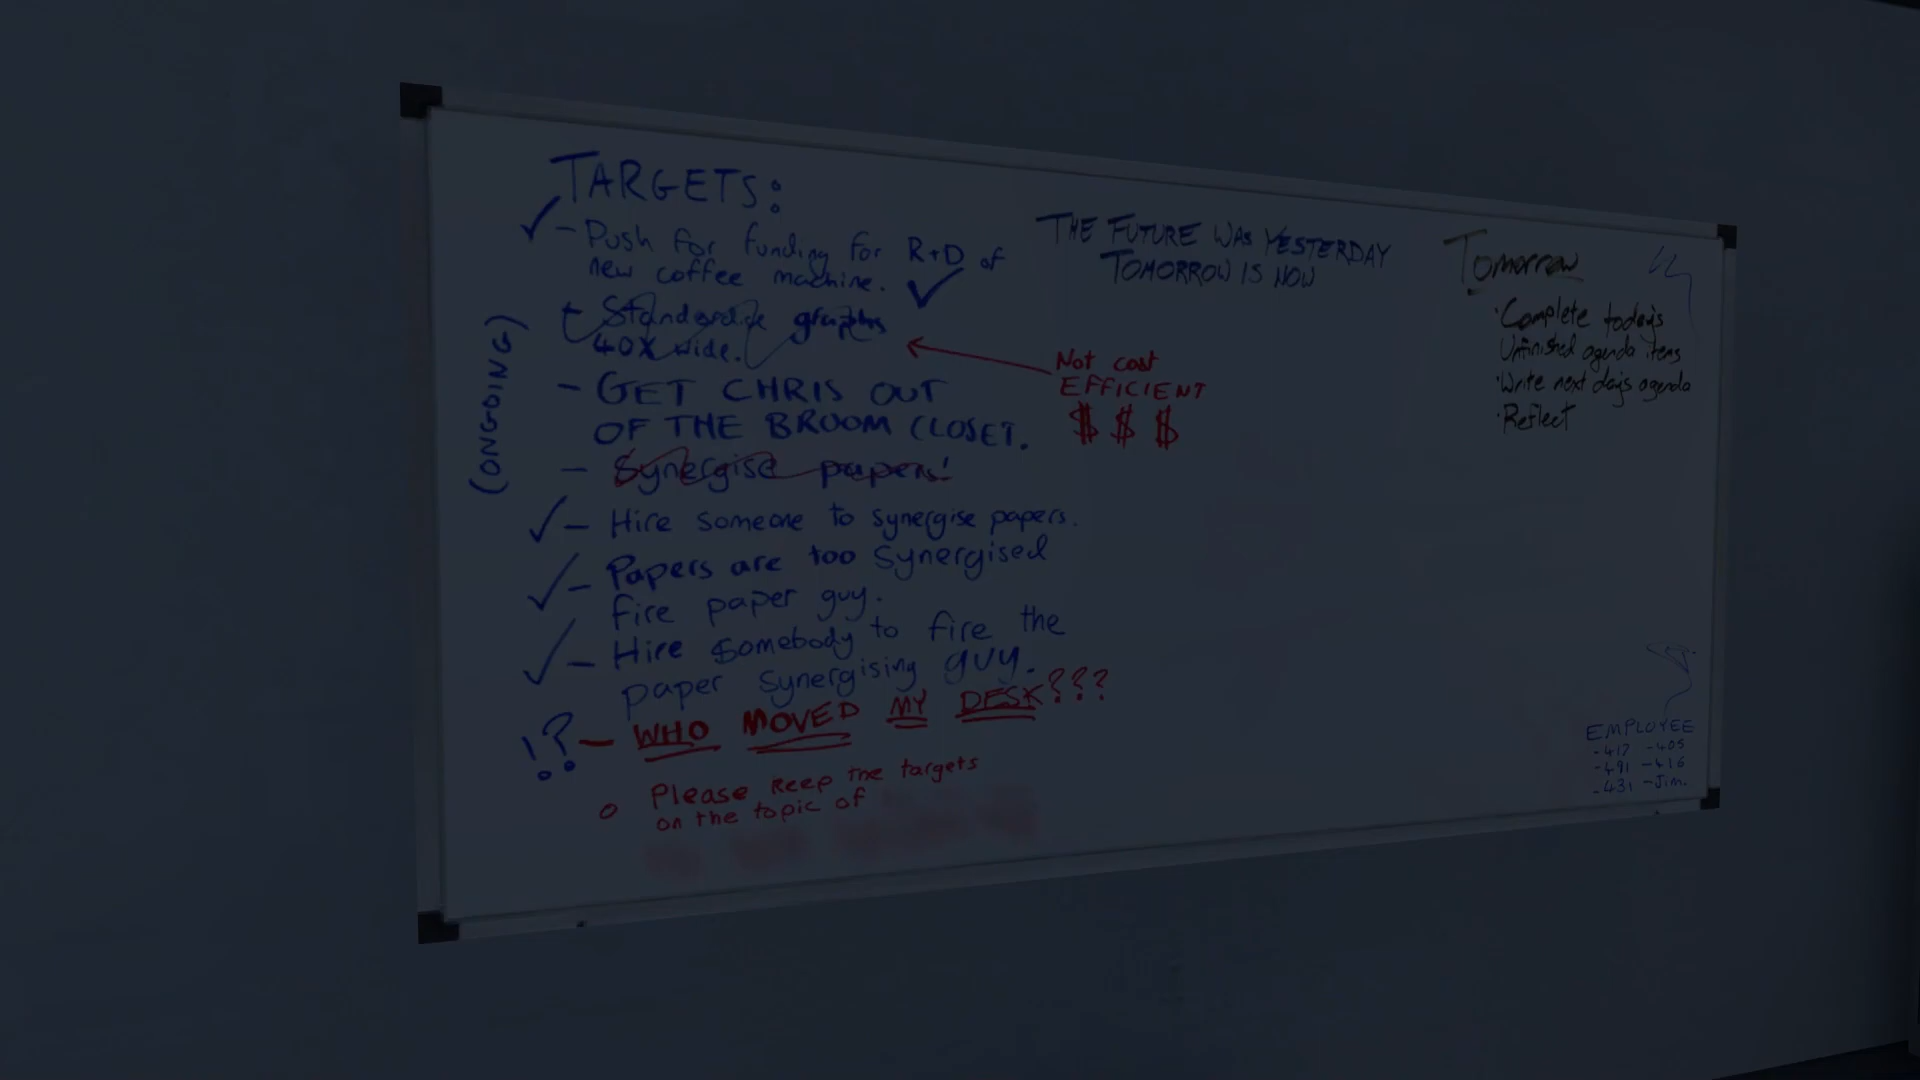 TARGETS:
- Push for funding for R+D of
new coffee machine.
- Standardise graphs
40X wide.
(ONGOING)
- GET CHRIS OUT
OF THE BROOM CLOSET.
- Synergise papers!
- Hire someone to synergise papers.
- Papers are too synergised
fire paper guy.
- Hire somebody to fire the
paper synergising guy.
!? - WHO MOVED MY DESK???
o Please keep the targets
on the topic of
Not cost
EFFICIENT
$ $ $
THE FUTURE WAS YESTERDAY
TOMORROW IS NOW
Tomorrow
·Complete today's
Unfinished agenda items
·Write next day's agenda
·Reflect
EMPLOYEE
-417 -405
-491 -416
-431 -Jim.